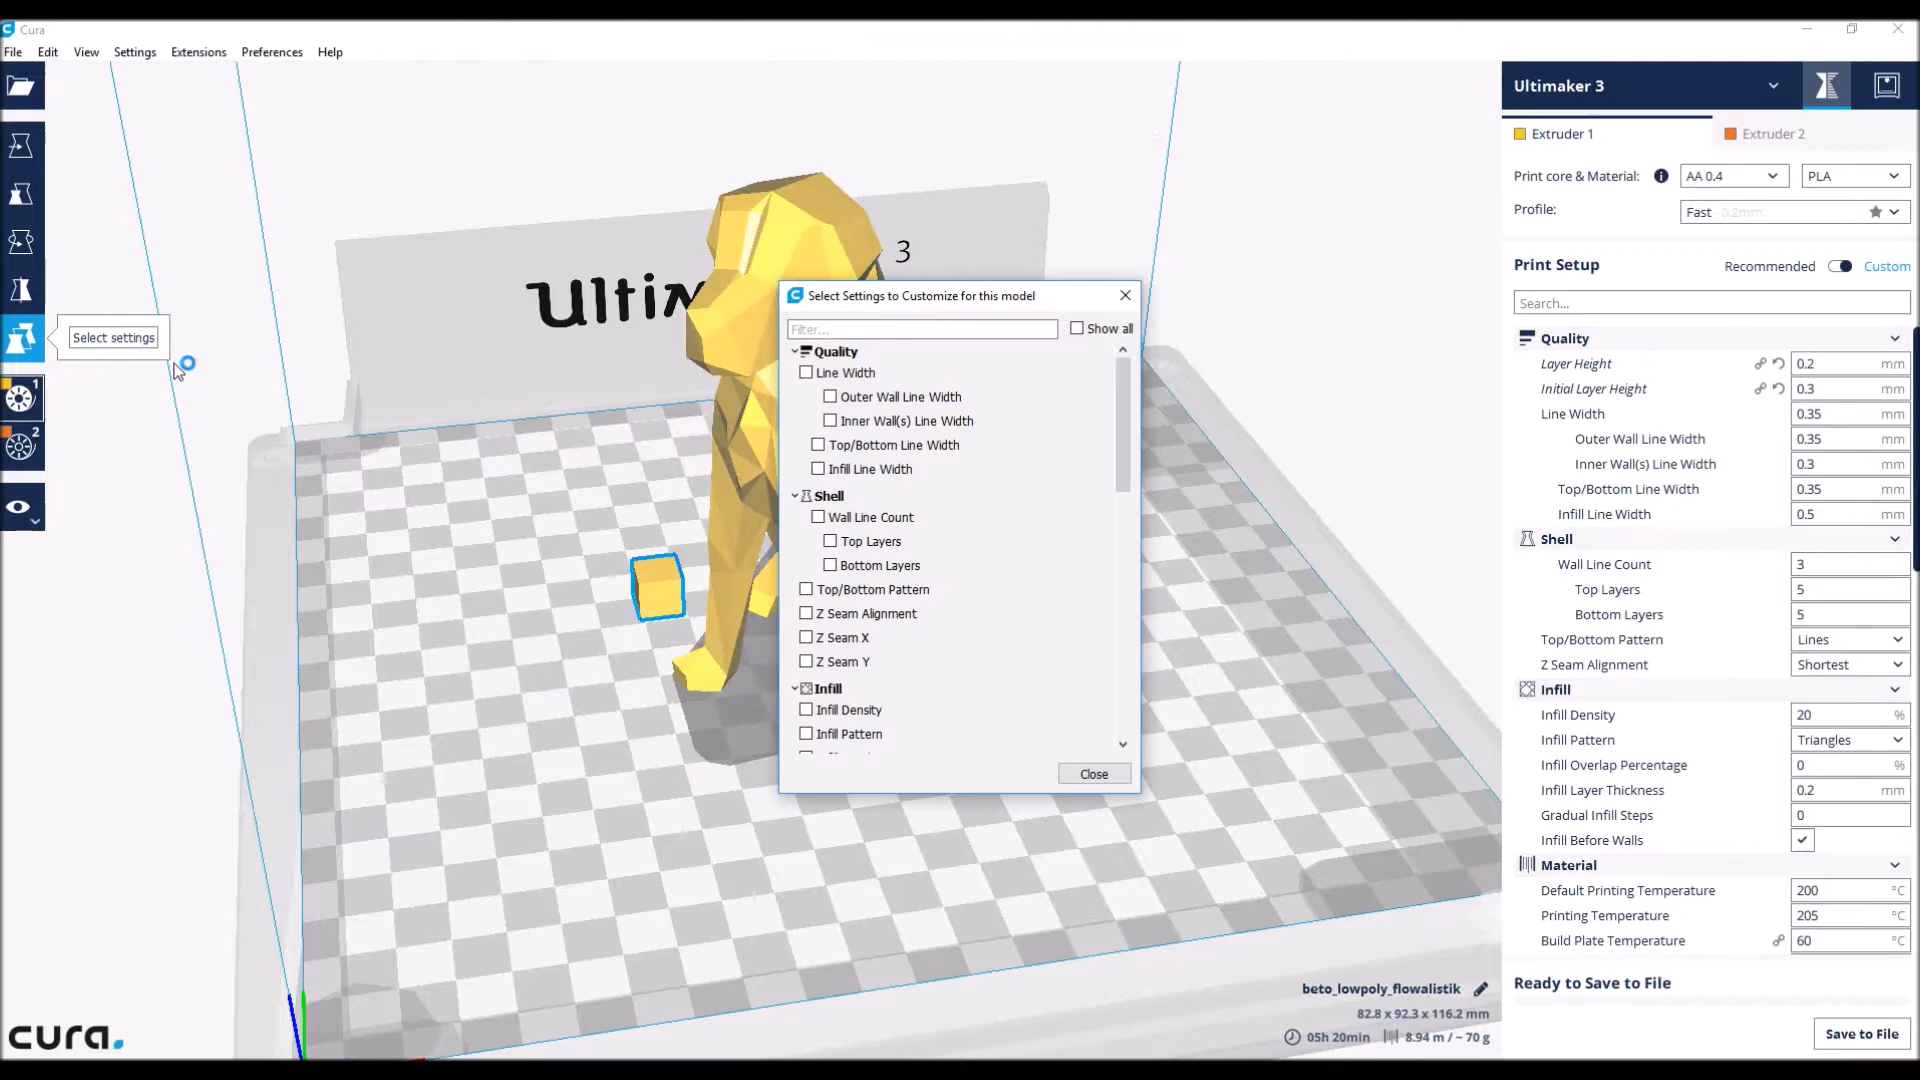 Cura
File Edit View Settings Extensions Preferences Help
Select settings
1
2
Ultim
3
Select Settings to Customize for this model
Filter...
Show all
Quality
Line Width
Outer Wall Line Width
Inner Wall(s) Line Width
Top/Bottom Line Width
Infill Line Width
Shell
Wall Line Count
Top Layers
Bottom Layers
Top/Bottom Pattern
Z Seam Alignment
Z Seam X
Z Seam Y
Infill
Infill Density
Infill Pattern
Close
Ultimaker 3
Extruder 1 Extruder 2
Print core & Material: AA 0.4 PLA
Profile: Fast - 0.2mm
Print Setup Recommended Custom
Search...
Quality
Layer Height 0.2 mm
Initial Layer Height 0.3 mm
Line Width 0.35 mm
Outer Wall Line Width 0.35 mm
Inner Wall(s) Line Width 0.3 mm
Top/Bottom Line Width 0.35 mm
Infill Line Width 0.5 mm
Shell
Wall Line Count 3
Top Layers 5
Bottom Layers 5
Top/Bottom Pattern Lines
Z Seam Alignment Shortest
Infill
Infill Density 20 %
Infill Pattern Triangles
Infill Overlap Percentage 0 %
Infill Layer Thickness 0.2 mm
Gradual Infill Steps 0
Infill Before Walls
Material
Default Printing Temperature 200 °C
Printing Temperature 205 °C
Build Plate Temperature 60 °C
Ready to Save to File
Save to File
beto_lowpoly_flowalistik
82.8 x 92.3 x 116.2 mm
05h 20min 8.94 m / ~ 70 g
cura.